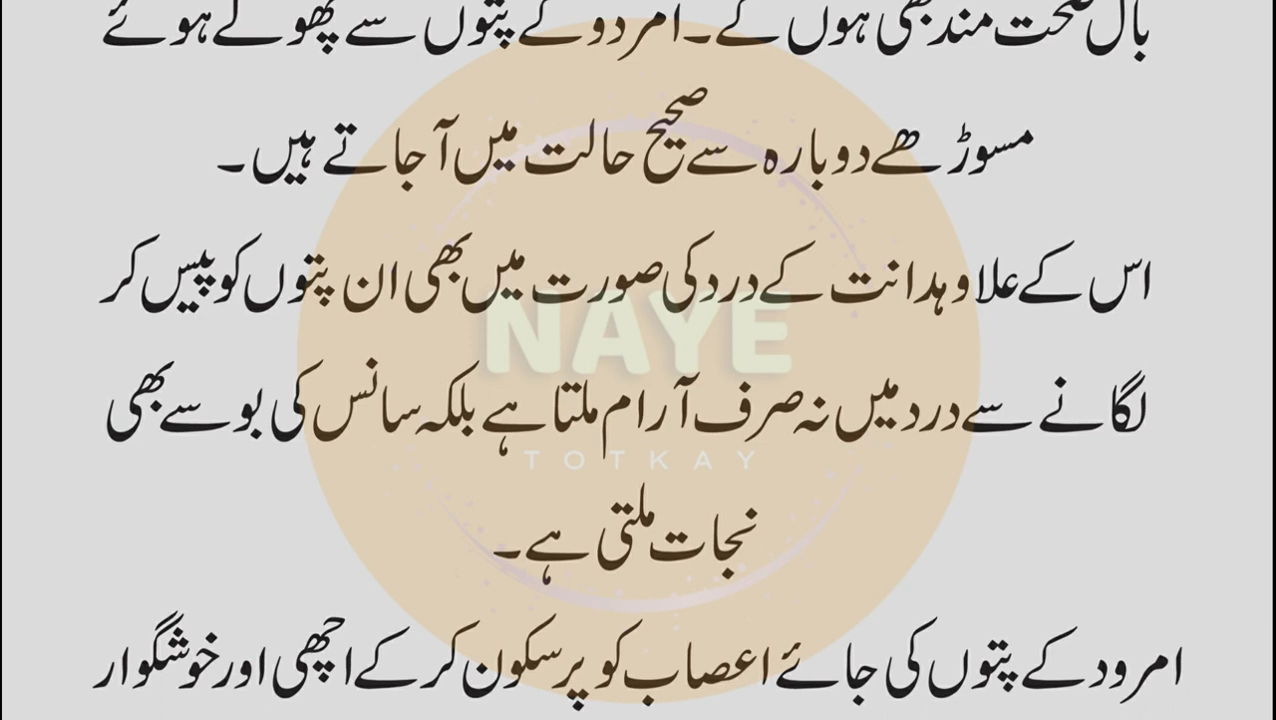 بال صحت مند بھی ہوں گے۔ امردو کے پتوں سے پھولے ہوئے
مسوڑھے دوبارہ سے صحیح حالت میں آ جاتے ہیں۔
اس کے علاوہ دانت کے درد کی صورت میں بھی ان پتوں کو پیس کر
NAYE
لگانے سے درد میں نہ صرف آرام ملتا ہے بلکہ سانس کی بو سے بھی
TOTKAY
نجات ملتی ہے۔
امرود کے پتوں کی جائے اعصاب کو پرسکون کر کے اچھی اور خوشگوار